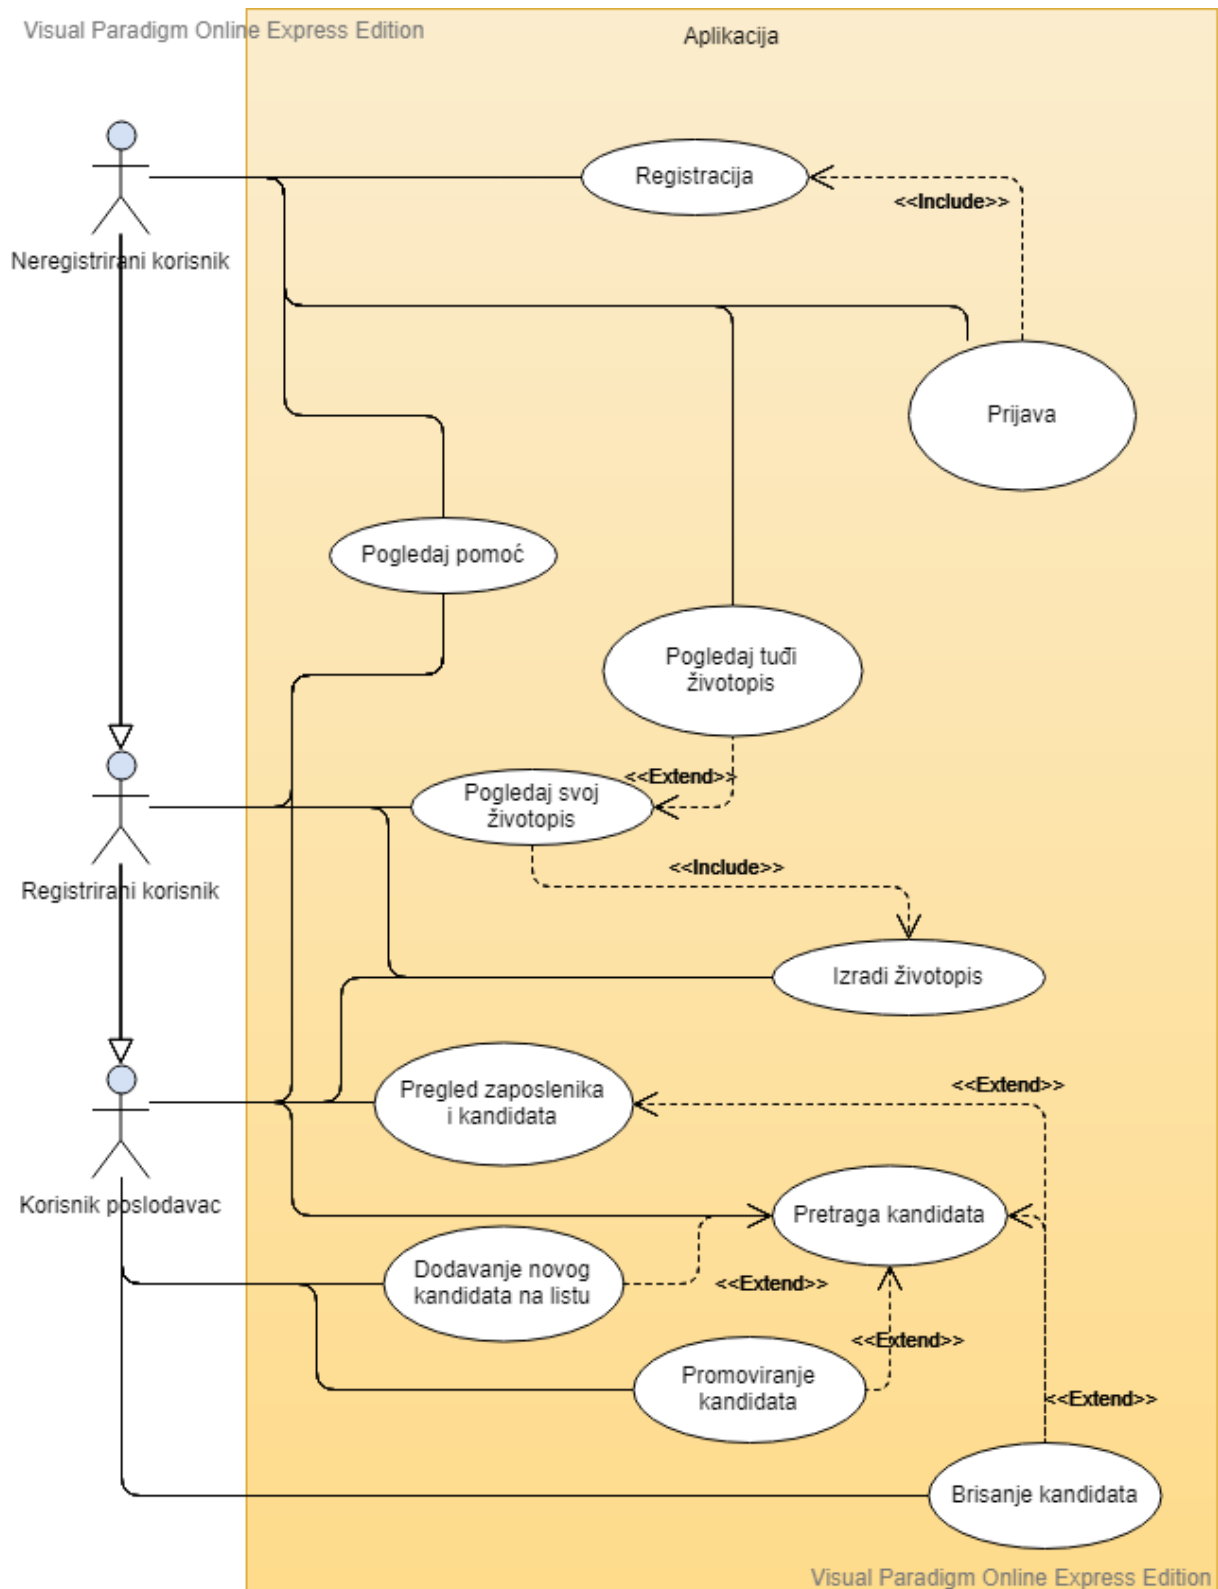 Visual Paradigm Online Express Edition
Aplikacija
Registracija
<<Include>>
Neregistrirani korisnik
Prijava
Pogledaj pomoć
Pogledaj tuđi
životopis
<<Extend>>
Pogledaj svoj
životopis
<<Include>>
Registrirani korisnik
Izradi životopis
Pregled zaposlenika
i kandidata
<<Extend>>
Korisnik poslodavac
Pretraga kandidata
Dodavanje novog
kandidata na listu
<<Extend>>
<<Extend>>
Promoviranje
kandidata
<<Extend>>
Brisanje kandidata
Visual Paradigm Online Express Edition